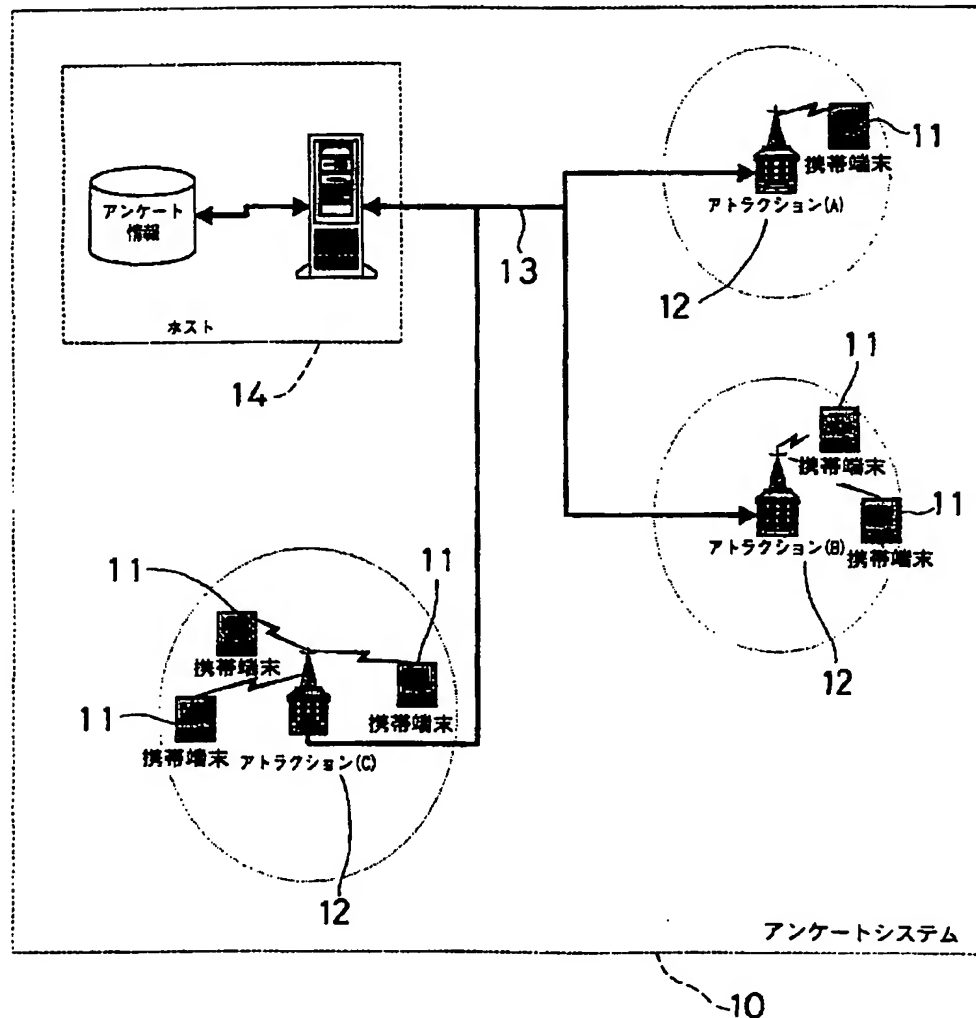 アンケート
情報
ホスト
14
13
11
携帯端末
アトラクション(A)
12
11
携帯端末
11
携帯端末
アトラクション(B)
12
11
携帯端末
11
携帯端末
11
携帯端末
アトラクション(C)
12
アンケートシステム
10